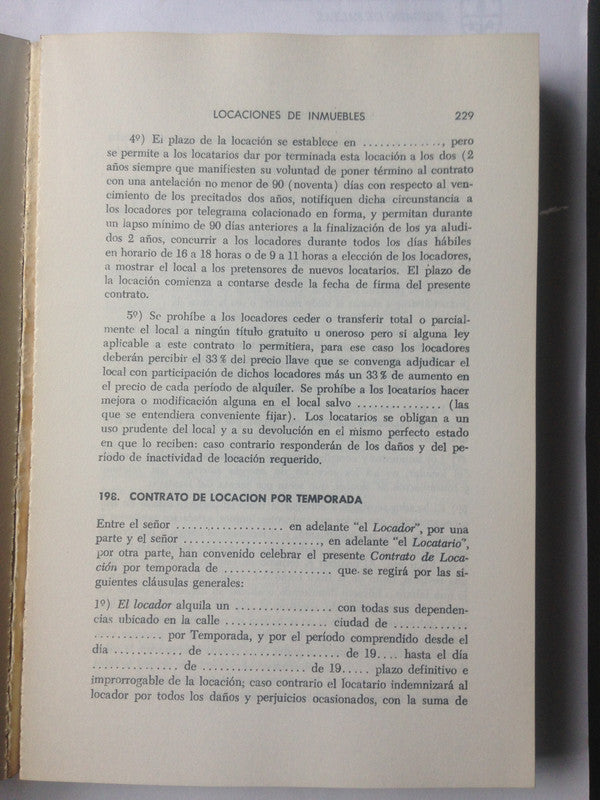 LOCACIONES DE INMUEBLES 229
4º) El plazo de la locación se establece en .............., pero
se permite a los locatarios dar por terminada esta locación a los dos (2
años siempre que manifiesten su voluntad de poner término al contrato
con una antelación no menor de 90 (noventa) días con respecto al ven-
cimiento de los precitados dos años, notifiquen dicha circunstancia a
los locadores por telegrama colacionado en forma, y permitan durante
un lapso mínimo de 90 días anteriores a la finalización de los ya aludi-
dos 2 años, concurrir a los locadores durante todos los días hábiles
en horario de 16 a 18 horas o de 9 a 11 horas a elección de los locadores,
a mostrar el local a los pretensores de nuevos locatarios. El plazo de
la locación comienza a contarse desde la fecha de firma del presente
contrato.
5º) Se prohíbe a los locadores ceder o transferir total o parcial-
mente el local a ningún título gratuito u oneroso pero si alguna ley
aplicable a este contrato lo permitiera, para ese caso los locadores
deberán percibir el 33 % del precio llave que se convenga adjudicar el
local con participación de dichos locadores más un 33 % de aumento en
el precio de cada período de alquiler. Se prohíbe a los locatarios hacer
mejora o modificación alguna en el local salvo ............... (las
que se entendiera conveniente fijar). Los locatarios se obligan a un
uso prudente del local y a su devolución en el mismo perfecto estado
en que lo reciben: caso contrario responderán de los daños y del pe-
ríodo de inactividad de locación requerido.
198. CONTRATO DE LOCACION POR TEMPORADA
Entre el señor ................... en adelante "el Locador", por una
parte y el señor ........................, en adelante "el Locatario",
por otra parte, han convenido celebrar el presente Contrato de Loca-
ción por temporada de ................... que se regirá por las si-
guientes cláusulas generales:
1º) El locador alquila un ................. con todas sus dependen-
cias ubicado en la calle .................. ciudad de .............
............ por Temporada, y por el período comprendido desde el
día ............ de ....................... de 19.... hasta el día
............... de ................... de 19..... plazo definitivo e
improrrogable de la locación; caso contrario el locatario indemnizará al
locador por todos los daños y perjuicios ocasionados, con la suma de